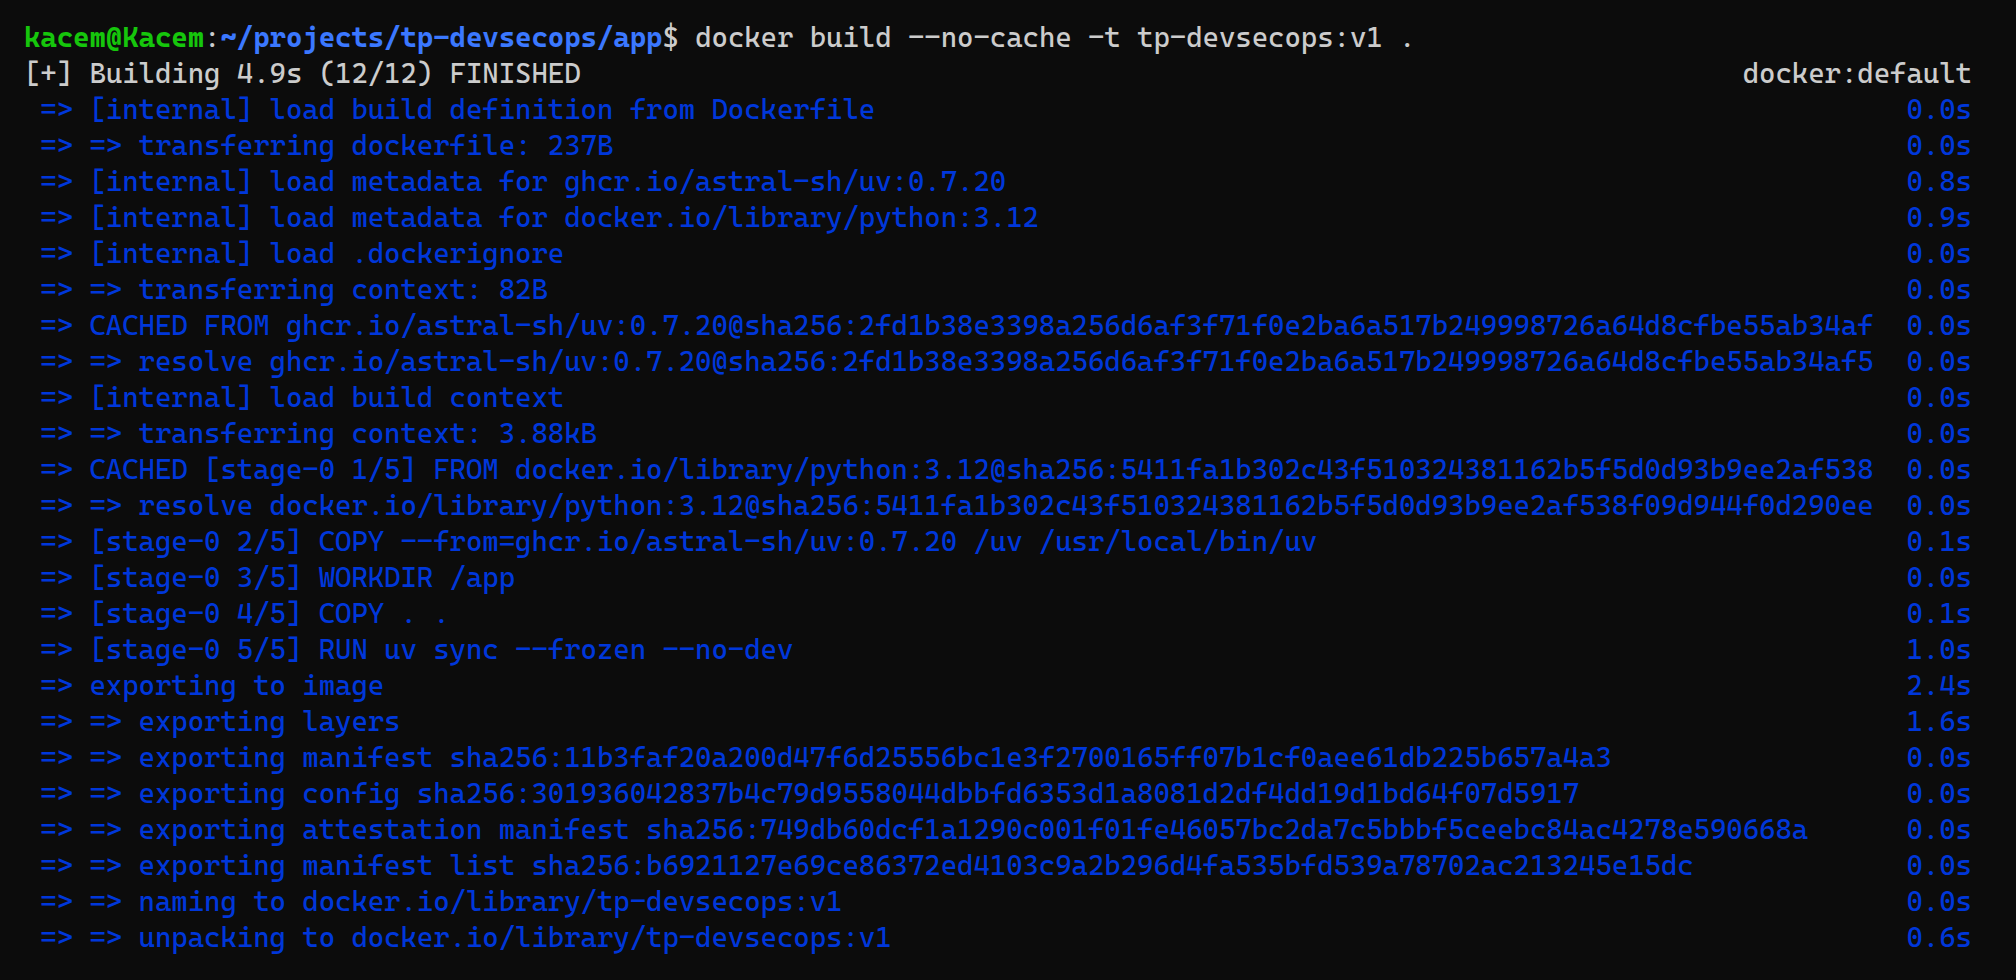 kacem@Kacem:~/projects/tp-devsecops/app$ docker build --no-cache -t tp-devsecops:v1 .
[+] Building 4.9s (12/12) FINISHED docker:default
=> [internal] load build definition from Dockerfile 0.0s
=> => transferring dockerfile: 237B 0.0s
=> [internal] load metadata for ghcr.io/astral-sh/uv:0.7.20 0.8s
=> [internal] load metadata for docker.io/library/python:3.12 0.9s
=> [internal] load .dockerignore 0.0s
=> => transferring context: 82B 0.0s
=> CACHED FROM ghcr.io/astral-sh/uv:0.7.20@sha256:2fd1b38e3398a256d6af3f71f0e2ba6a517b249998726a64d8cfbe55ab34af 0.0s
=> => resolve ghcr.io/astral-sh/uv:0.7.20@sha256:2fd1b38e3398a256d6af3f71f0e2ba6a517b249998726a64d8cfbe55ab34af5 0.0s
=> [internal] load build context 0.0s
=> => transferring context: 3.88kB 0.0s
=> CACHED [stage-0 1/5] FROM docker.io/library/python:3.12@sha256:5411fa1b302c43f510324381162b5f5d0d93b9ee2af538 0.0s
=> => resolve docker.io/library/python:3.12@sha256:5411fa1b302c43f510324381162b5f5d0d93b9ee2af538f09d944f0d290ee 0.0s
=> [stage-0 2/5] COPY --from=ghcr.io/astral-sh/uv:0.7.20 /uv /usr/local/bin/uv 0.1s
=> [stage-0 3/5] WORKDIR /app 0.0s
=> [stage-0 4/5] COPY . . 0.1s
=> [stage-0 5/5] RUN uv sync --frozen --no-dev 1.0s
=> exporting to image 2.4s
=> => exporting layers 1.6s
=> => exporting manifest sha256:11b3faf20a200d47f6d25556bc1e3f2700165ff07b1cf0aee61db225b657a4a3 0.0s
=> => exporting config sha256:301936042837b4c79d9558044dbbfd6353d1a8081d2df4dd19d1bd64f07d5917 0.0s
=> => exporting attestation manifest sha256:749db60dcf1a1290c001f01fe46057bc2da7c5bbbf5ceebc84ac4278e590668a 0.0s
=> => exporting manifest list sha256:b6921127e69ce86372ed4103c9a2b296d4fa535bfd539a78702ac213245e15dc 0.0s
=> => naming to docker.io/library/tp-devsecops:v1 0.0s
=> => unpacking to docker.io/library/tp-devsecops:v1 0.6s